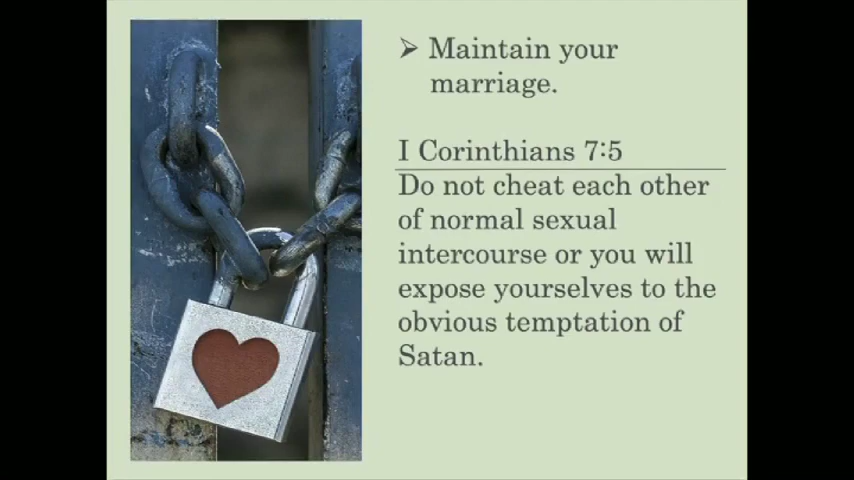 ➢ Maintain your
marriage.
I Corinthians 7:5
Do not cheat each other
of normal sexual
intercourse or you will
expose yourselves to the
obvious temptation of
Satan.